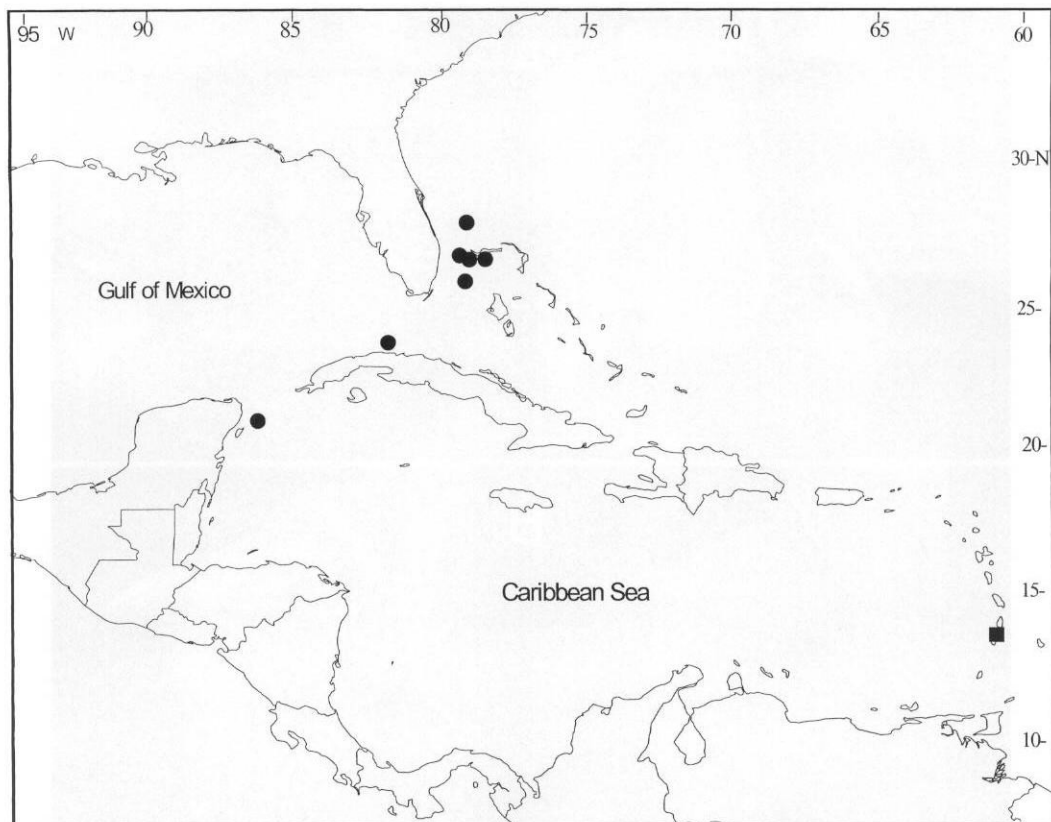 95 W 90 85 80 75 70 65 60
30-N
Gulf of Mexico
25-
20-
15-
Caribbean Sea
10-